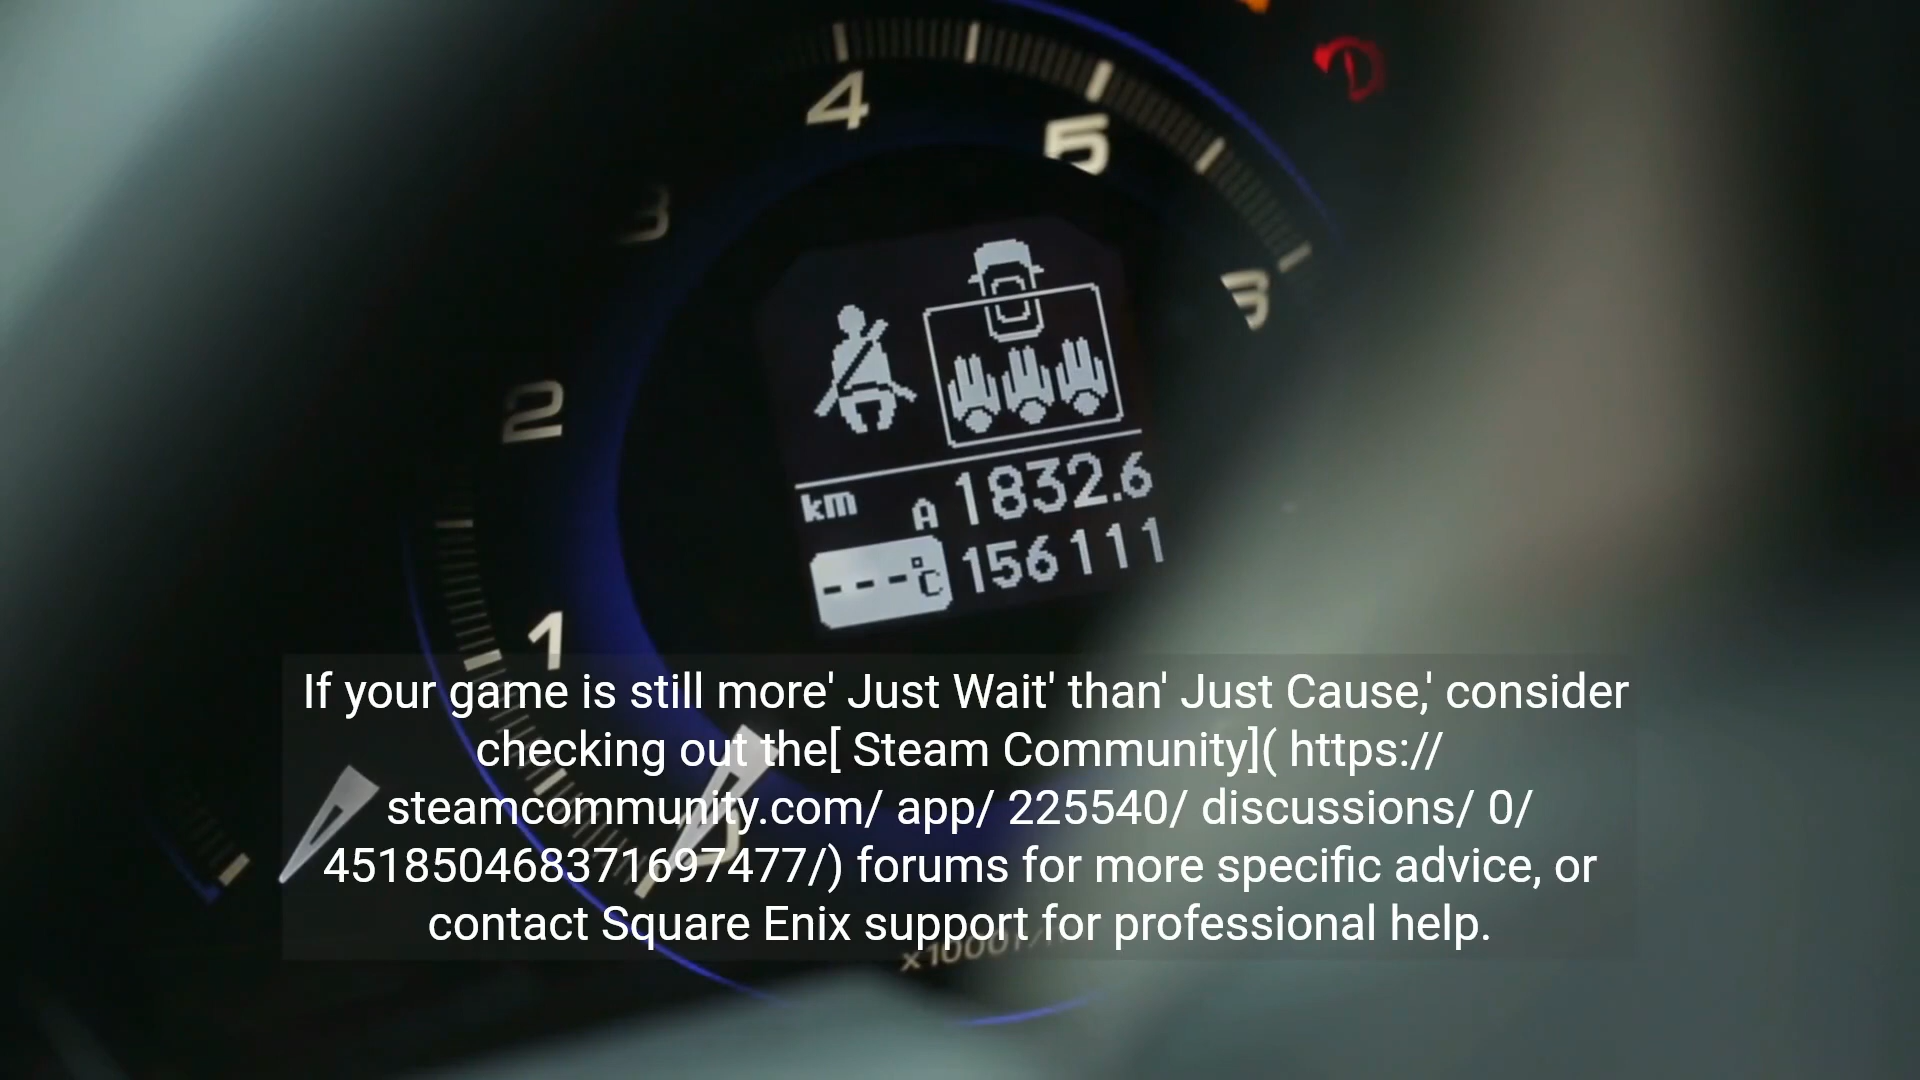 4
5
3
3
2
km A 1832.6
---°C 156111
1
If your game is still more' Just Wait' than' Just Cause,' consider
checking out the[ Steam Community]( https://
steamcommunity.com/ app/ 225540/ discussions/ 0/
451850468371697477/) forums for more specific advice, or
contact Square Enix support for professional help.